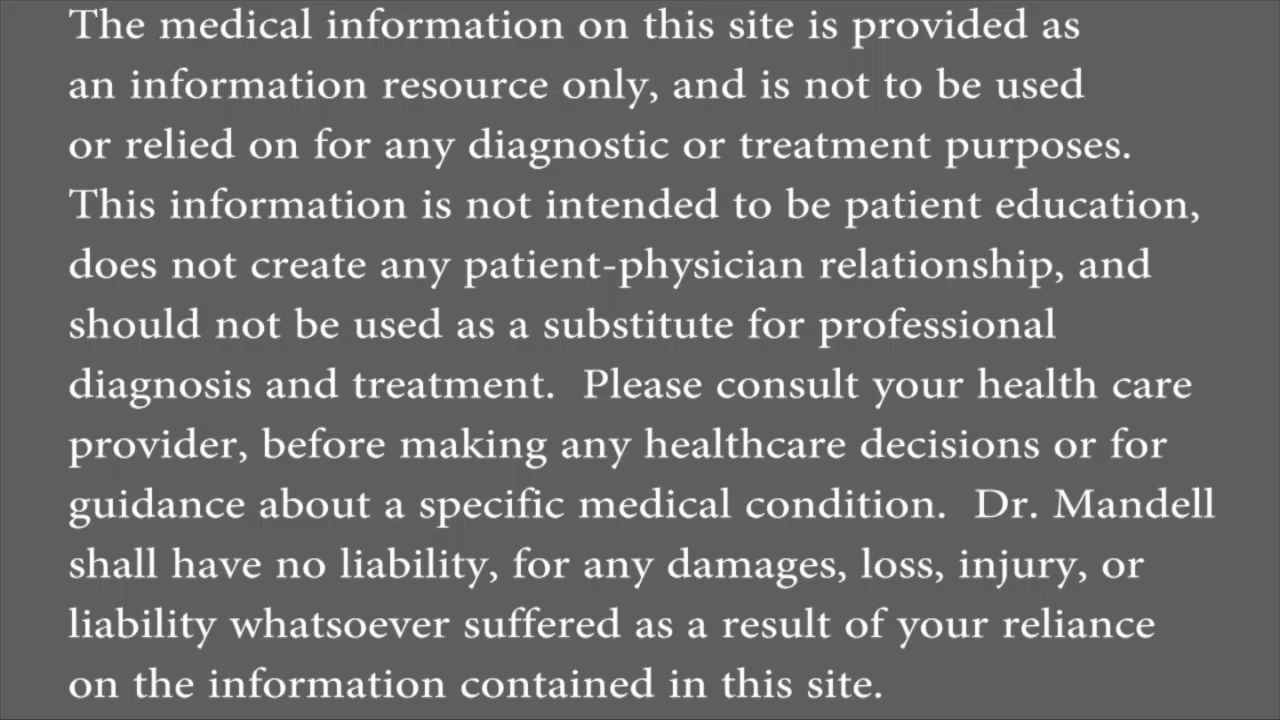 The medical information on this site is provided as
an information resource only, and is not to be used
or relied on for any diagnostic or treatment purposes.
This information is not intended to be patient education,
does not create any patient-physician relationship, and
should not be used as a substitute for professional
diagnosis and treatment.  Please consult your health care
provider, before making any healthcare decisions or for
guidance about a specific medical condition.  Dr. Mandell
shall have no liability, for any damages, loss, injury, or
liability whatsoever suffered as a result of your reliance
on the information contained in this site.